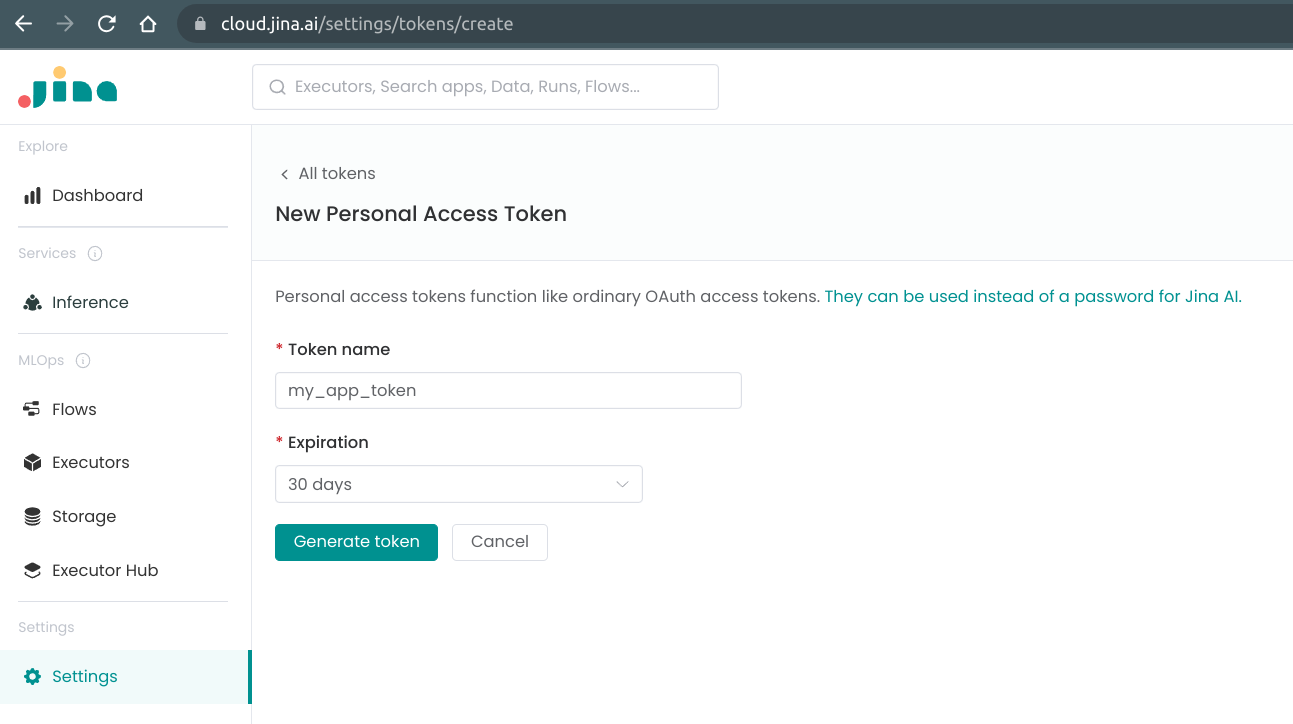 cloud.jina.ai/settings/tokens/create
Jina
Executors, Search apps, Data, Runs, Flows...
Explore
Dashboard
Services
Inference
MLOps
Flows
Executors
Storage
Executor Hub
Settings
Settings
All tokens
New Personal Access Token
Personal access tokens function like ordinary OAuth access tokens. They can be used instead of a password for Jina AI.
* Token name
my_app_token
* Expiration
30 days
Generate token Cancel